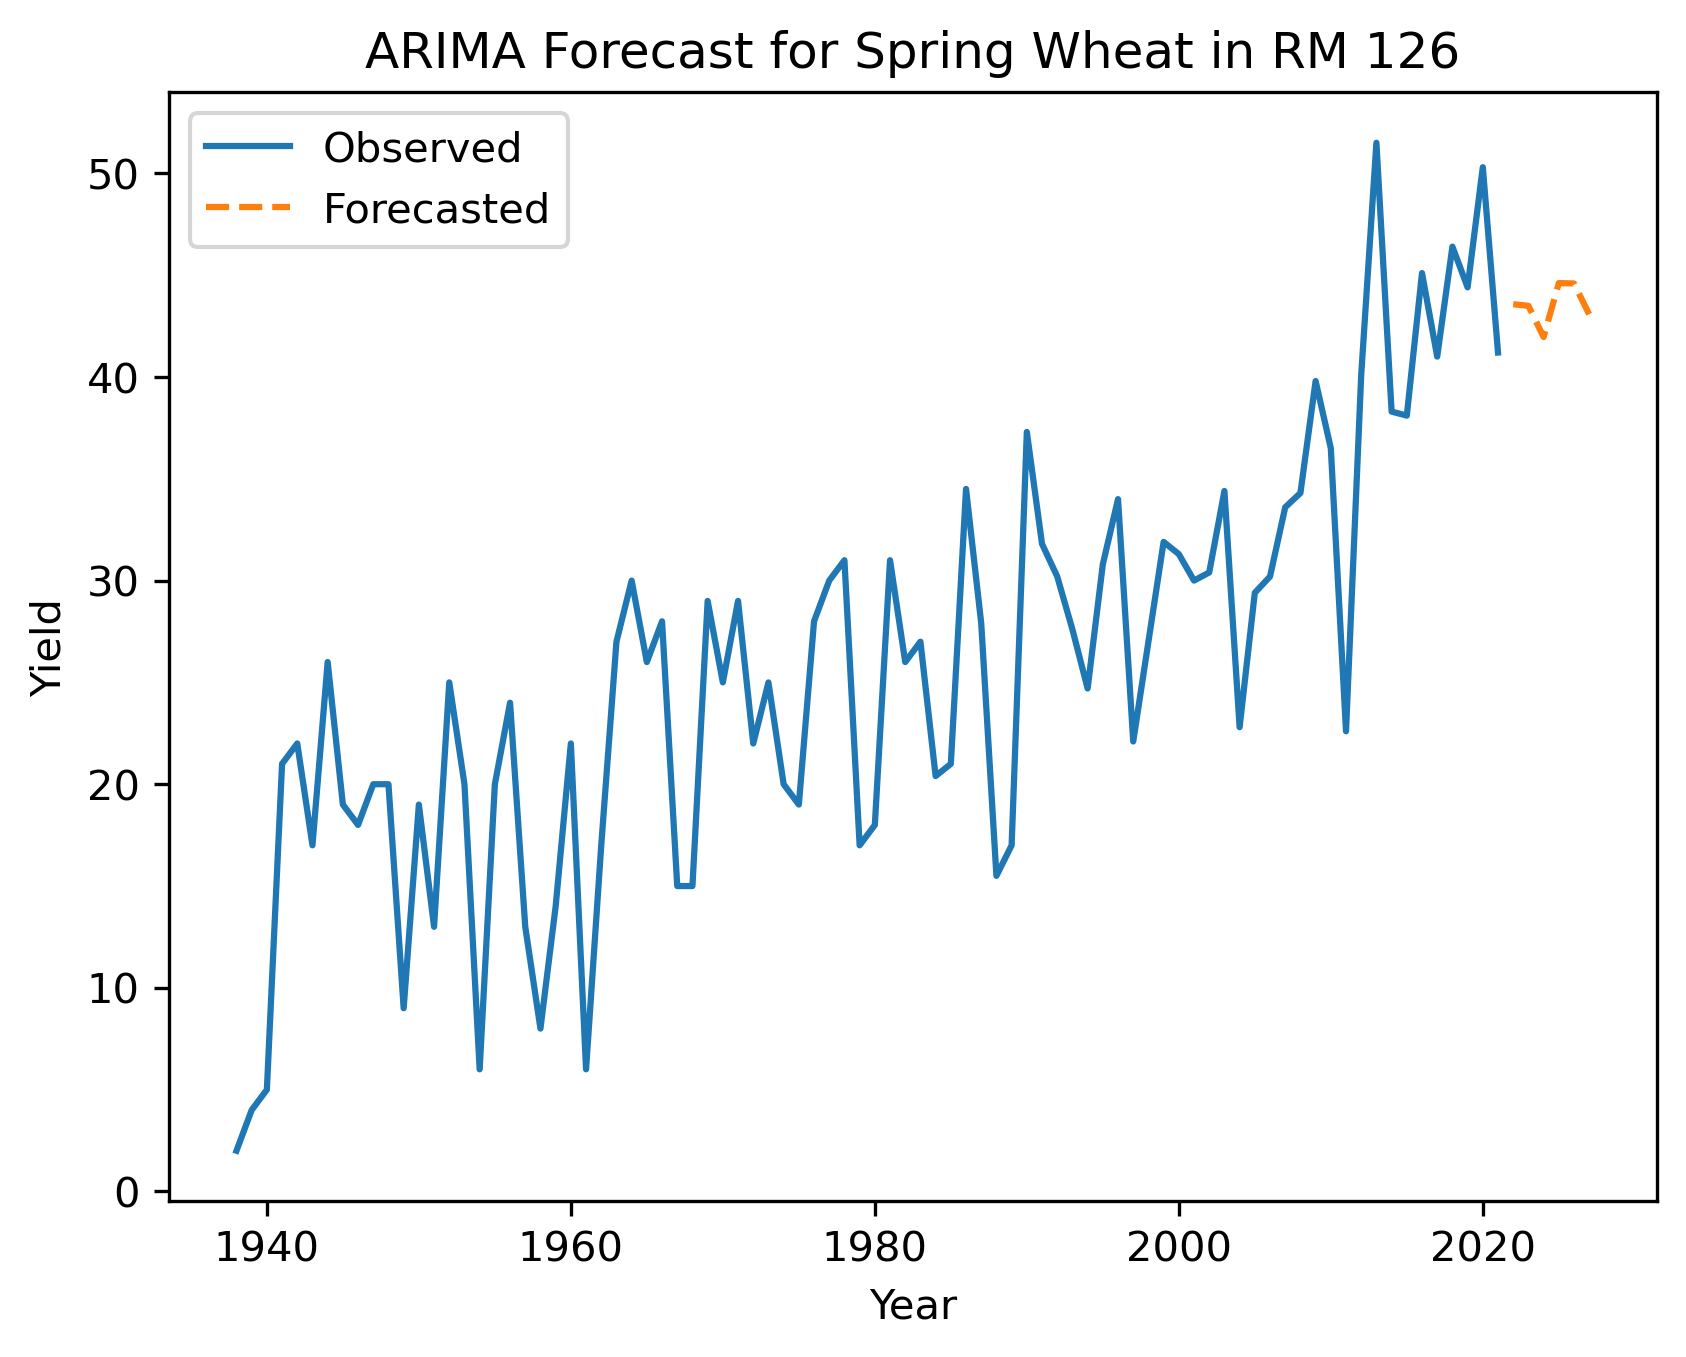 ARIMA Forecast for Spring Wheat in RM 126
Observed
Forecasted
50
40
30
20
10
0
Yield
1940 1960 1980 2000 2020
Year